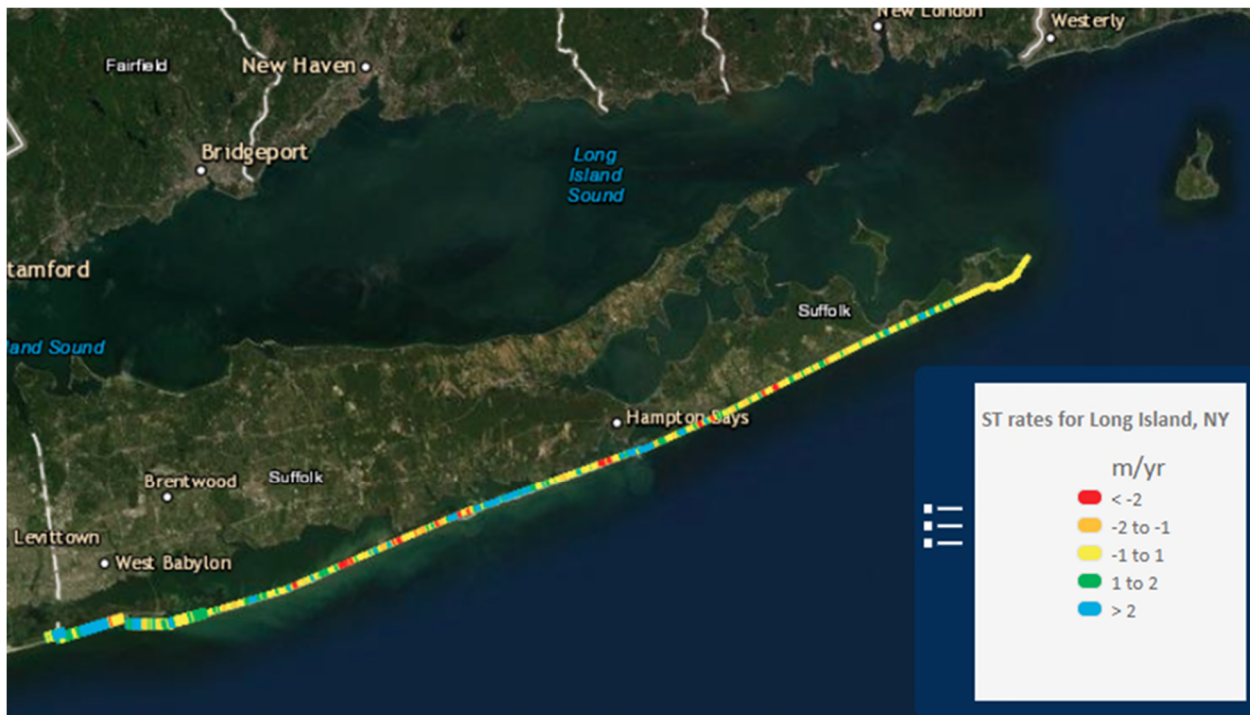 New London
Westerly
Fairfield
New Haven
Bridgeport
Long
Island
Sound
tamford
Suffolk
and Sound
Hampton Bays
Brentwood
Suffolk
Levittown
West Babylon
ST rates for Long Island, NY
m/yr
< -2
-2 to -1
-1 to 1
1 to 2
> 2